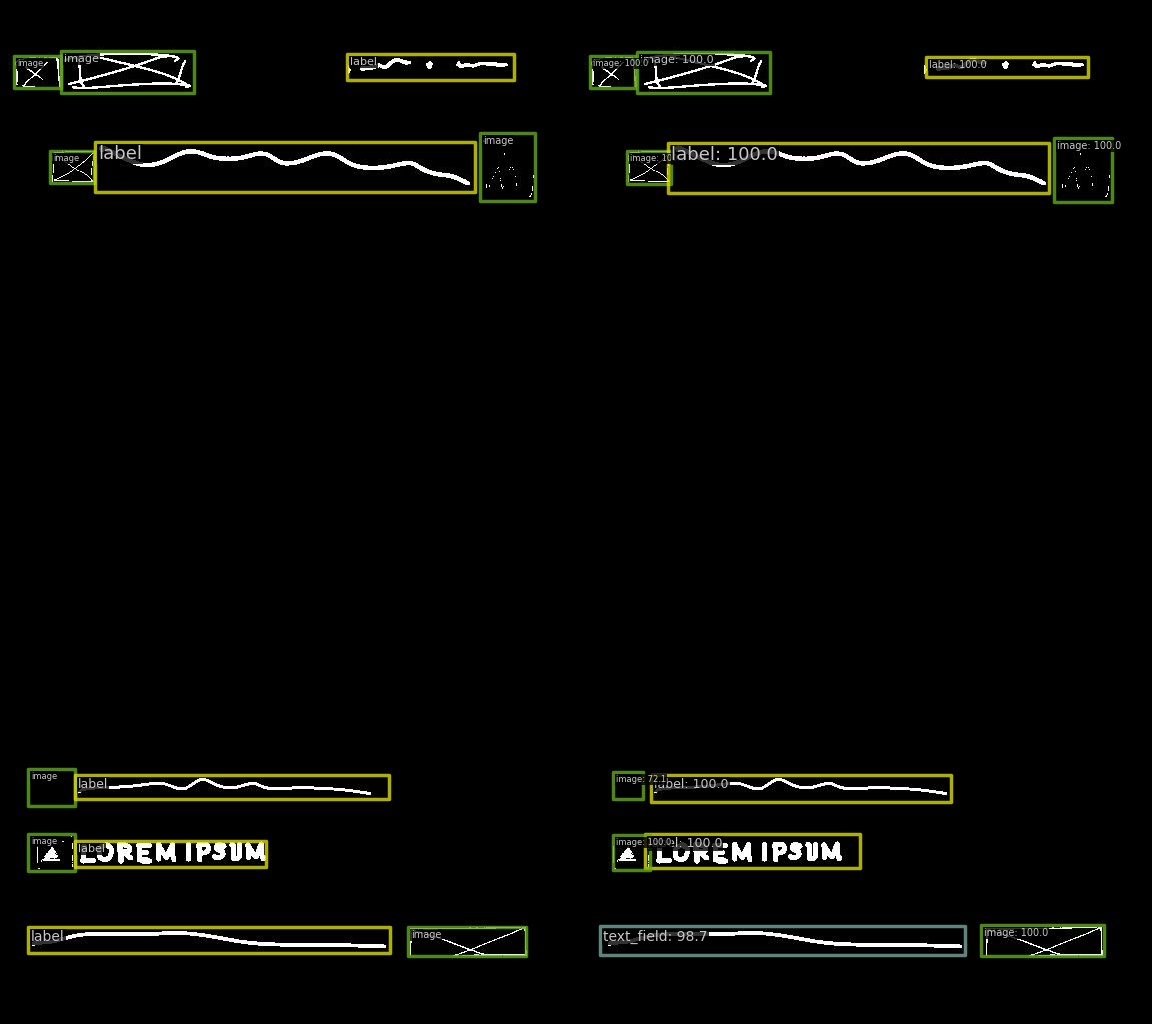 image image label image: 100.0 image: 100.0 label: 100.0
image label image image: 10 label: 100.0 image: 100.0
image label image: 72.1 label: 100.0
image label LOREM IPSUM image: 100.0 label: 100.0 LOREM IPSUM
label image text_field: 98.7 image: 100.0